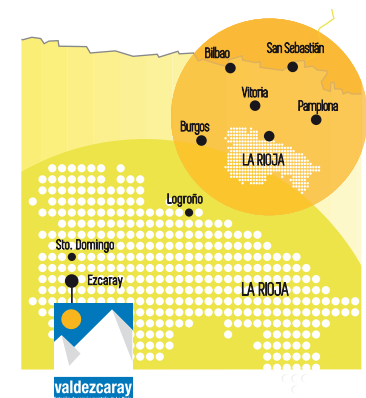 San Sebastián
Bilbao
Vitoria
Pamplona
Burgos
LA RIOJA
Logroño
Sto. Domingo
Ezcaray
LA RIOJA
valdezcaray